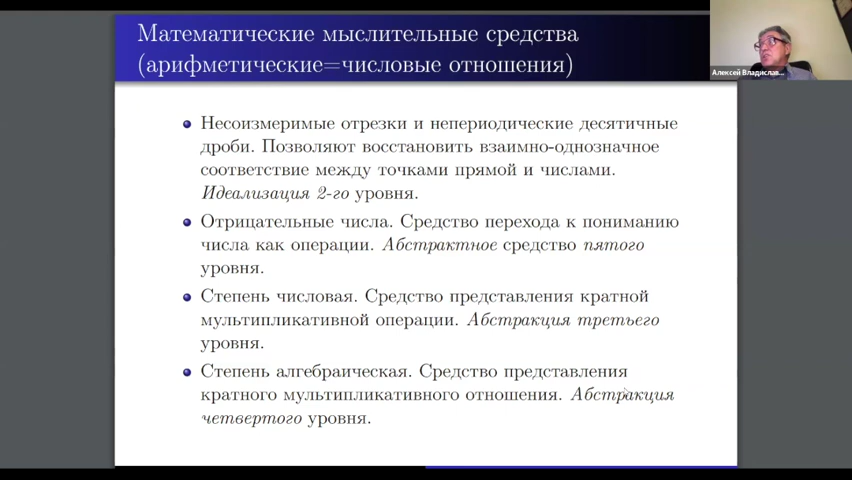 Математические мыслительные средства
(арифметические=числовые отношения)
Алексей Владислав...
Несоизмеримые отрезки и непериодические десятичные
дроби. Позволяют восстановить взаимно-однозначное
соответствие между точками прямой и числами.
Идеализация 2-го уровня.
Отрицательные числа. Средство перехода к пониманию
числа как операции. Абстрактное средство пятого
уровня.
Степень числовая. Средство представления кратной
мультипликативной операции. Абстракция третьего
уровня.
Степень алгебраическая. Средство представления
кратного мультипликативного отношения. Абстракция
четвертого уровня.